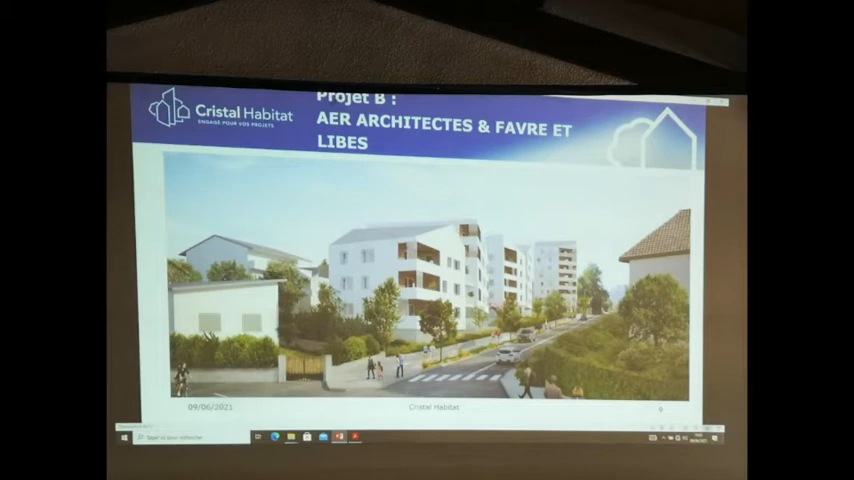 Cristal Habitat
ENGAGÉ POUR VOS PROJETS
Projet B :
AER ARCHITECTES & FAVRE ET
LIBES
09/06/2021
Cristal Habitat
9
Taper ici pour rechercher